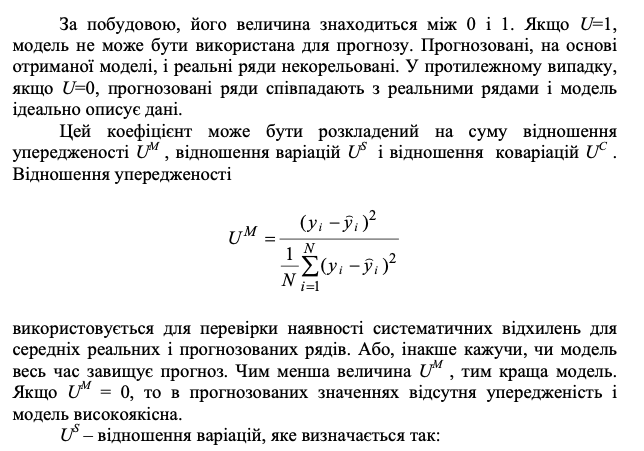 За побудовою, його величина знаходиться між 0 і 1. Якщо U=1,
модель не може бути використана для прогнозу. Прогнозовані, на основі
отриманої моделі, і реальні ряди некорельовані. У протилежному випадку,
якщо U=0, прогнозовані ряди співпадають з реальними рядами і модель
ідеально описує дані.
Цей коефіцієнт може бути розкладений на суму відношення
упередженості U^M , відношення варіацій U^S і відношення коваріацій U^C .
Відношення упередженості
U^M = (y_i − ŷ_i)^2 / (1/N ∑_{i=1}^{N} (y_i − ŷ_i)^2)
використовується для перевірки наявності систематичних відхилень для
середніх реальних і прогнозованих рядів. Або, інакше кажучи, чи модель
весь час завищує прогноз. Чим менша величина U^M , тим краща модель.
Якщо U^M = 0, то в прогнозованих значеннях відсутня упередженість і
модель високоякісна.
U^S – відношення варіацій, яке визначається так: